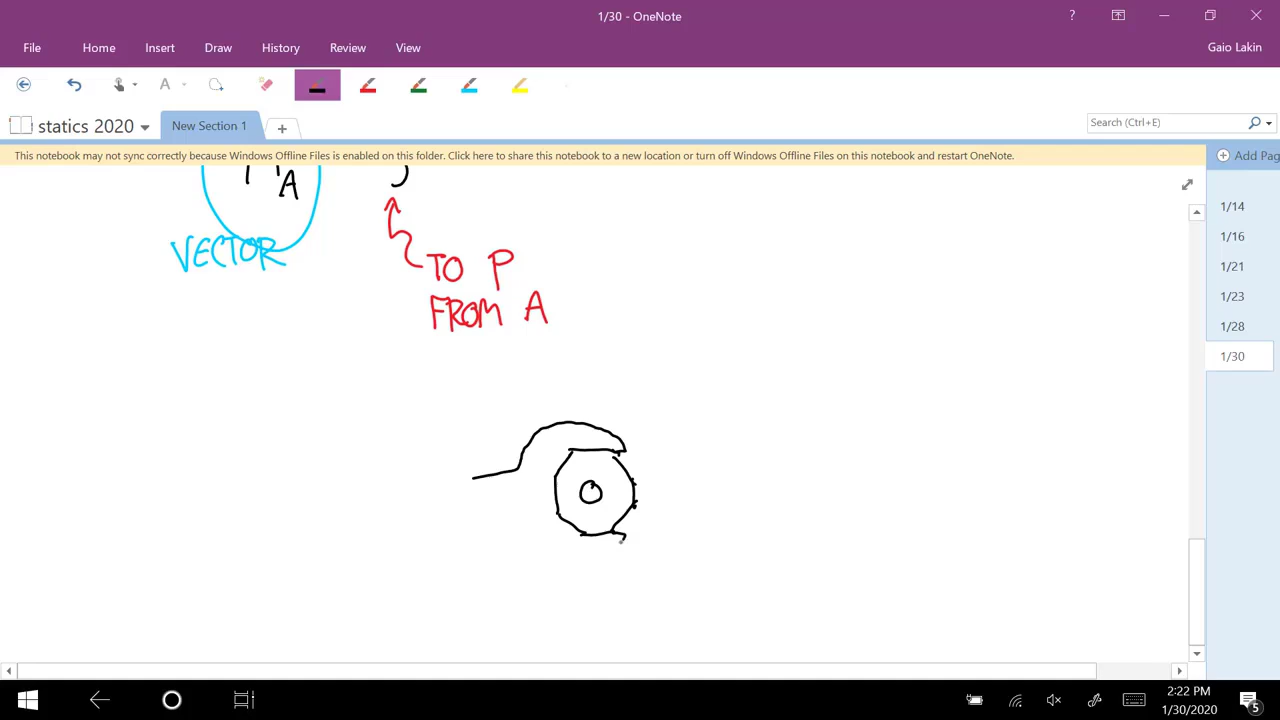 1/30 - OneNote
?
File Home Insert Draw History Review View
Gaio Lakin
A
statics 2020
New Section 1
+
Search (Ctrl+E)
This notebook may not sync correctly because Windows Offline Files is enabled on this folder. Click here to share this notebook to a new location or turn off Windows Offline Files on this notebook and restart OneNote.
Add Pag
1/14
1/16
1/21
1/23
1/28
1/30
A
VECTOR
TO P
FROM A
2:22 PM
1/30/2020
5